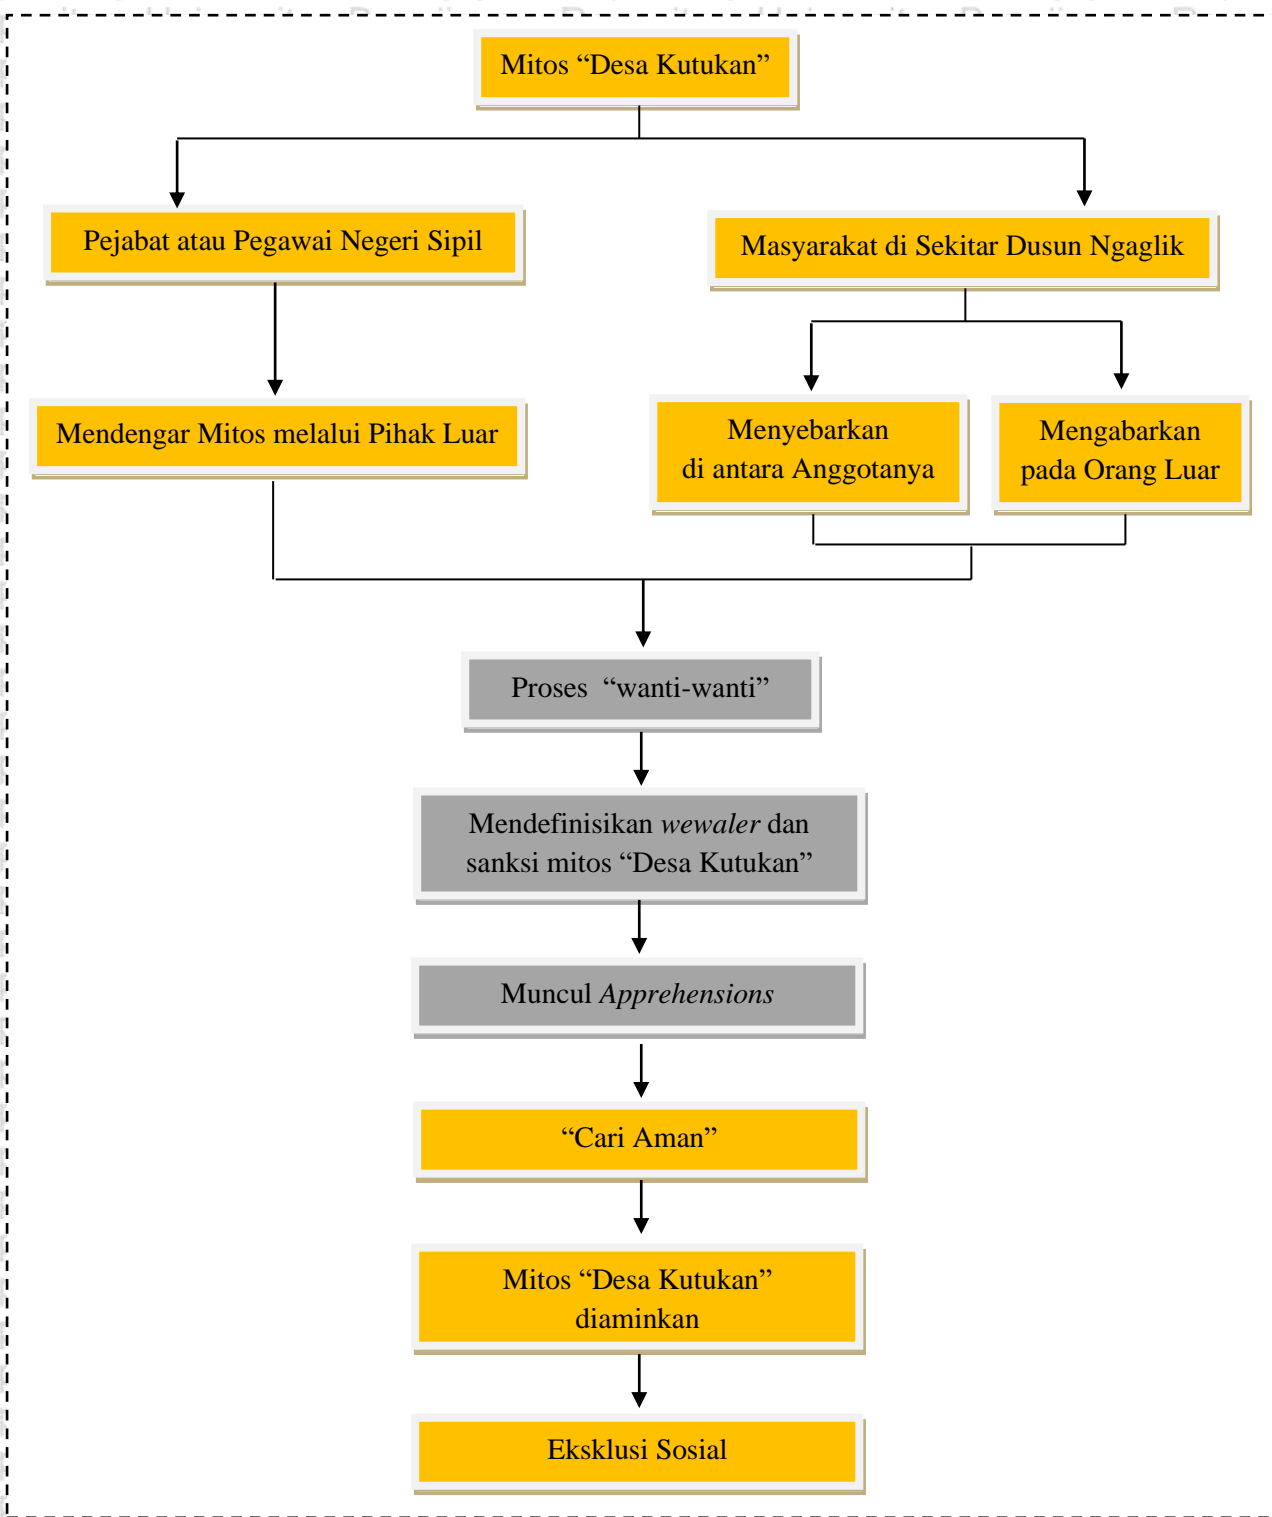 Mitos “Desa Kutukan”
Pejabat atau Pegawai Negeri Sipil
Masyarakat di Sekitar Dusun Ngaglik
Mendengar Mitos melalui Pihak Luar
Menyebarkan
di antara Anggotanya
Mengabarkan
pada Orang Luar
Proses “wanti-wanti”
Mendefinisikan wewaler dan
sanksi mitos “Desa Kutukan”
Muncul Apprehensions
“Cari Aman”
Mitos “Desa Kutukan”
diaminkan
Eksklusi Sosial